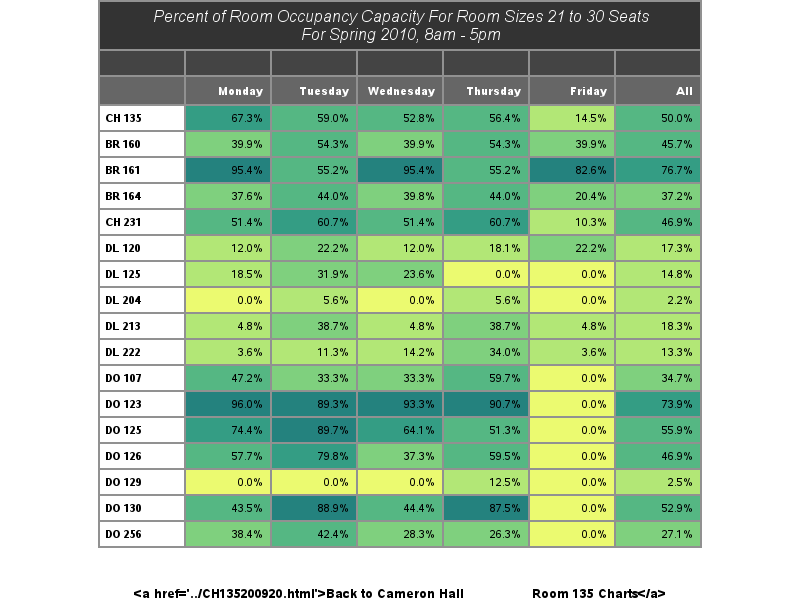 Percent of Room Occupancy Capacity For Room Sizes 21 to 30 Seats
For Spring 2010, 8am - 5pm
Monday Tuesday Wednesday Thursday Friday All
CH 135 67.3% 59.0% 52.8% 56.4% 14.5% 50.0%
BR 160 39.9% 54.3% 39.9% 54.3% 39.9% 45.7%
BR 161 95.4% 55.2% 95.4% 55.2% 82.6% 76.7%
BR 164 37.6% 44.0% 39.8% 44.0% 20.4% 37.2%
CH 231 51.4% 60.7% 51.4% 60.7% 10.3% 46.9%
DL 120 12.0% 22.2% 12.0% 18.1% 22.2% 17.3%
DL 125 18.5% 31.9% 23.6% 0.0% 0.0% 14.8%
DL 204 0.0% 5.6% 0.0% 5.6% 0.0% 2.2%
DL 213 4.8% 38.7% 4.8% 38.7% 4.8% 18.3%
DL 222 3.6% 11.3% 14.2% 34.0% 3.6% 13.3%
DO 107 47.2% 33.3% 33.3% 59.7% 0.0% 34.7%
DO 123 96.0% 89.3% 93.3% 90.7% 0.0% 73.9%
DO 125 74.4% 89.7% 64.1% 51.3% 0.0% 55.9%
DO 126 57.7% 79.8% 37.3% 59.5% 0.0% 46.9%
DO 129 0.0% 0.0% 0.0% 12.5% 0.0% 2.5%
DO 130 43.5% 88.9% 44.4% 87.5% 0.0% 52.9%
DO 256 38.4% 42.4% 28.3% 26.3% 0.0% 27.1%
<a href='../CH135200920.html'>Back to Cameron Hall Room 135 Charts</a>